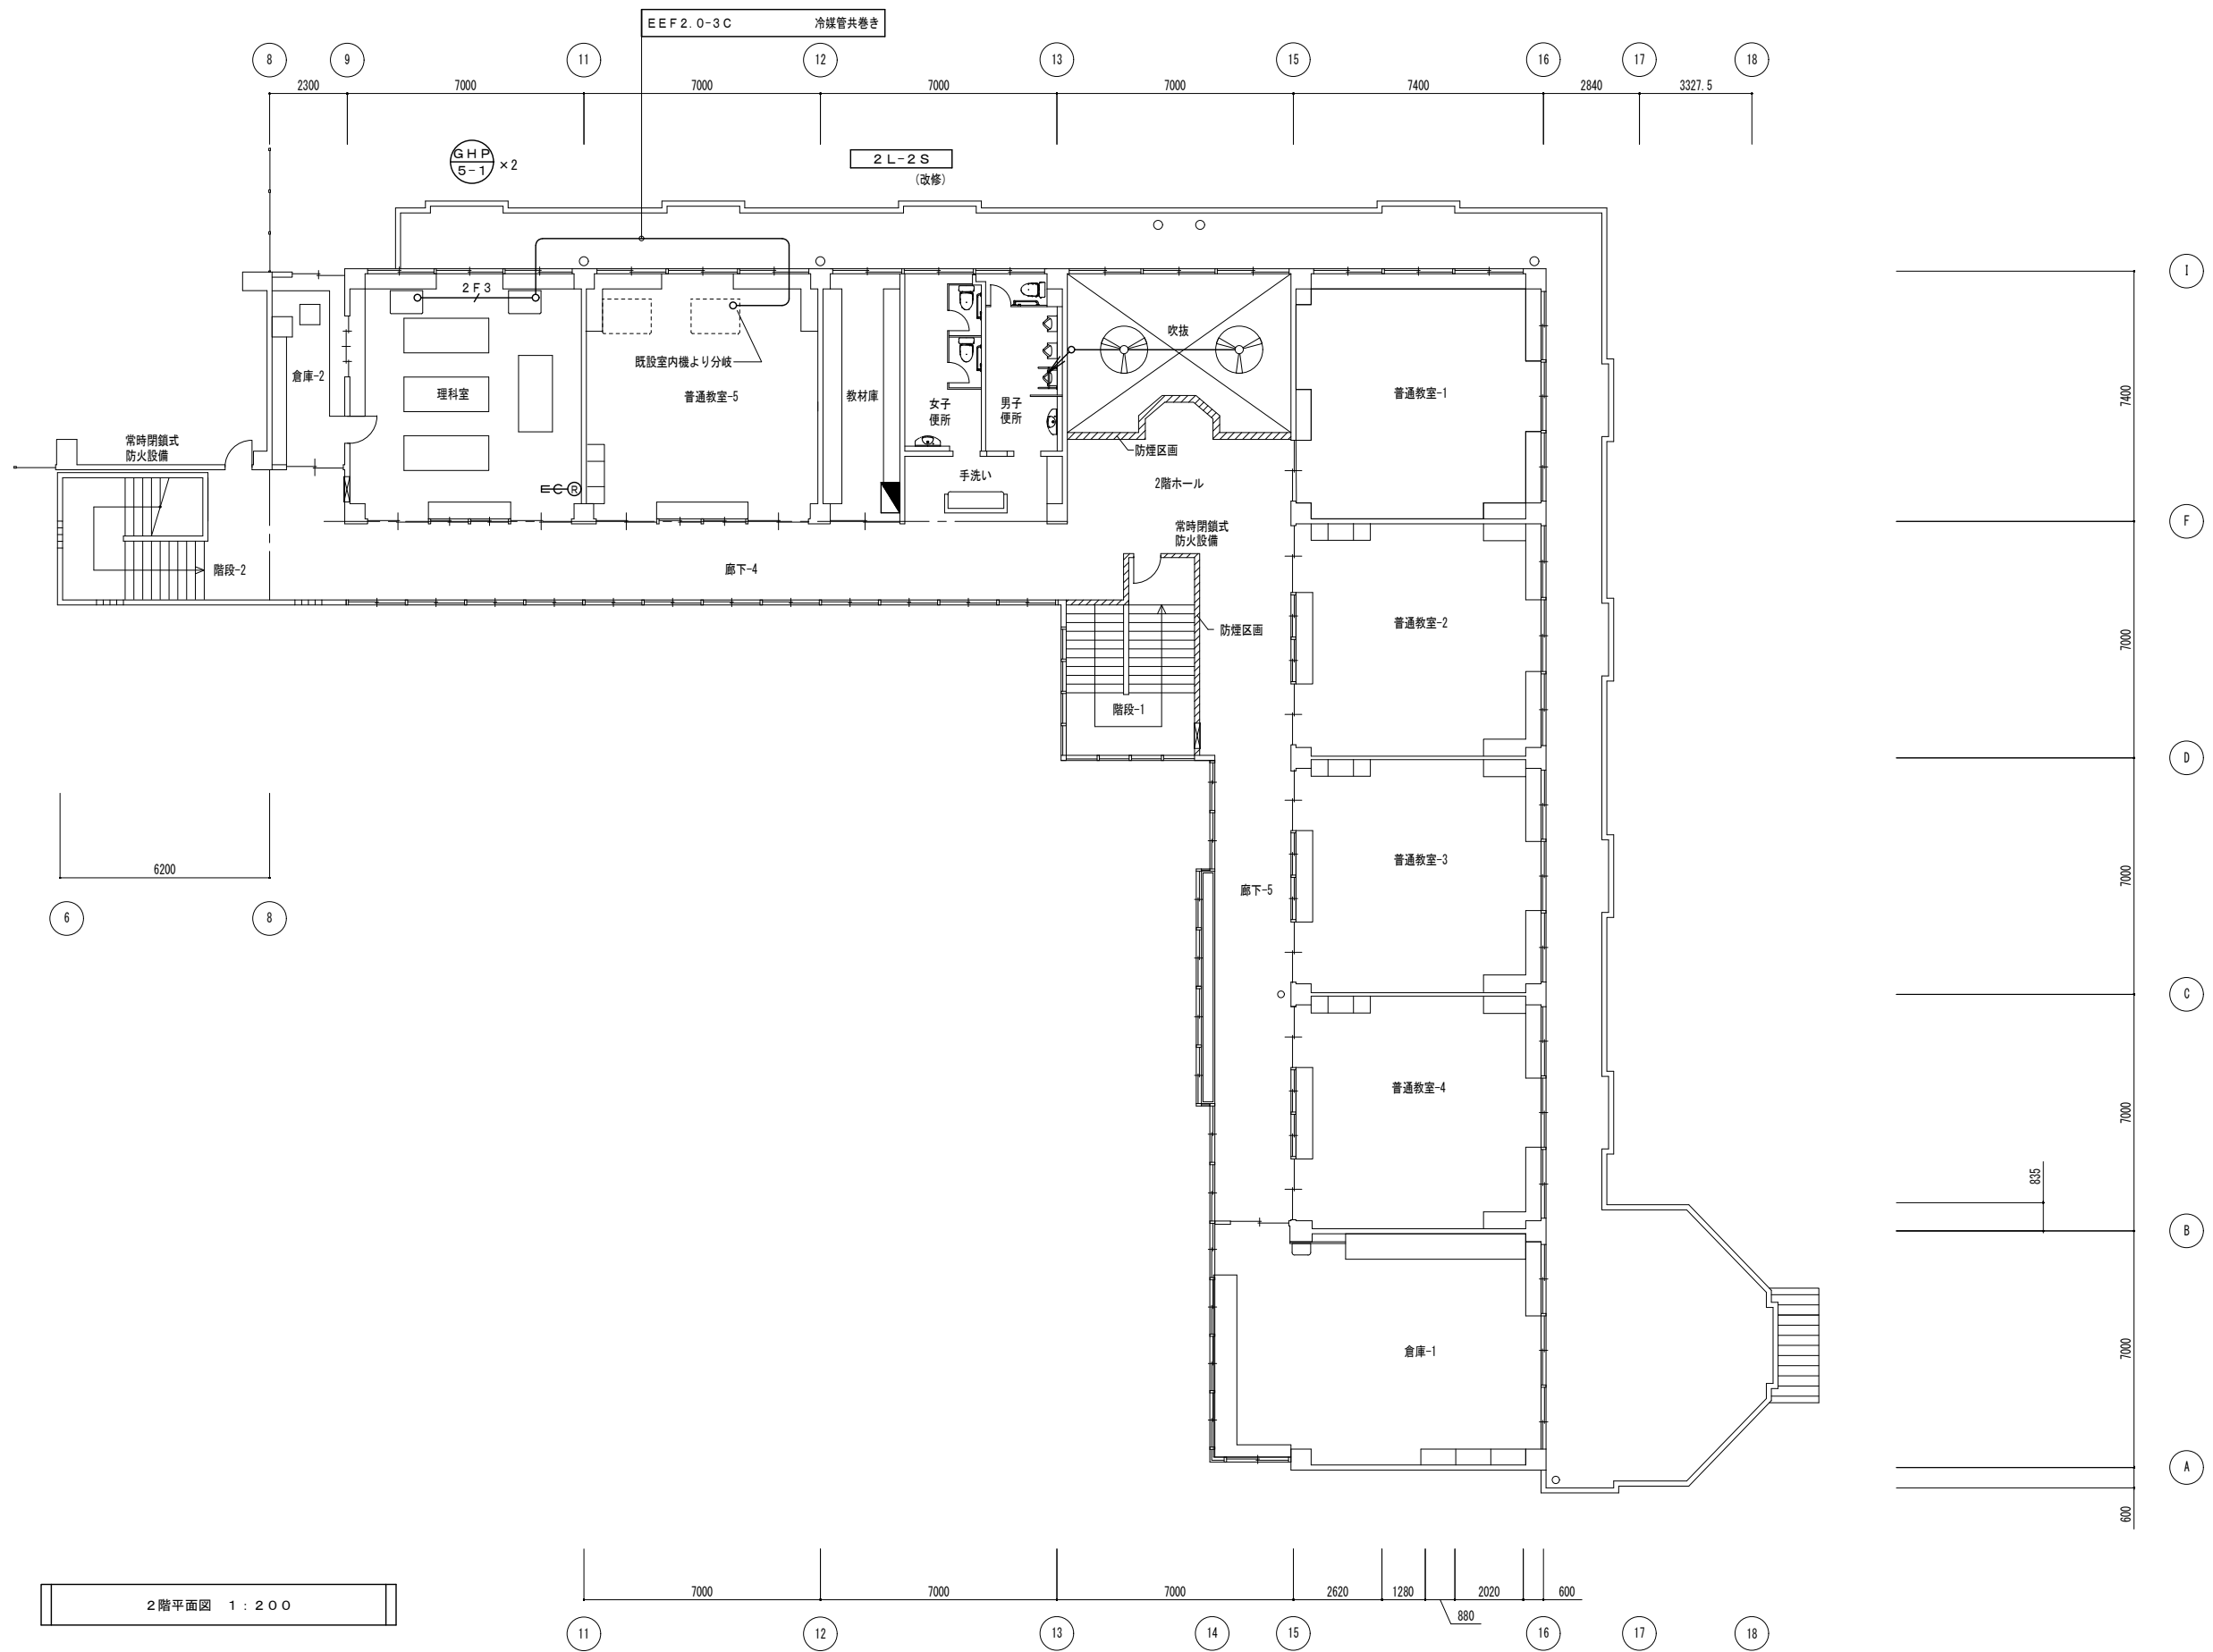 EEF2.0-3C 冷媒管共巻き
8 9 11 12 13 15 16 17 18
2300 7000 7000 7000 7000 7400 2840 3327.5
GHP
5-1
×2
2L-2S
(改修)
I
2F3
倉庫-2
理科室
既設室内機より分岐
普通教室-5
教材庫
女子
便所
男子
便所
吹抜
普通教室-1
7400
常時閉鎖式
防火設備
防煙区画
手洗い
2階ホール
EC R
F
常時閉鎖式
防火設備
階段-2
廊下-4
防煙区画
普通教室-2
7000
階段-1
D
6200
6 8
普通教室-3
廊下-5
7000
C
普通教室-4
7000
835
B
倉庫-1
7000
A
600
7000 7000 7000 2620 1280 2020 600
880
2階平面図 1:200
11 12 13 14 15 16 17 18